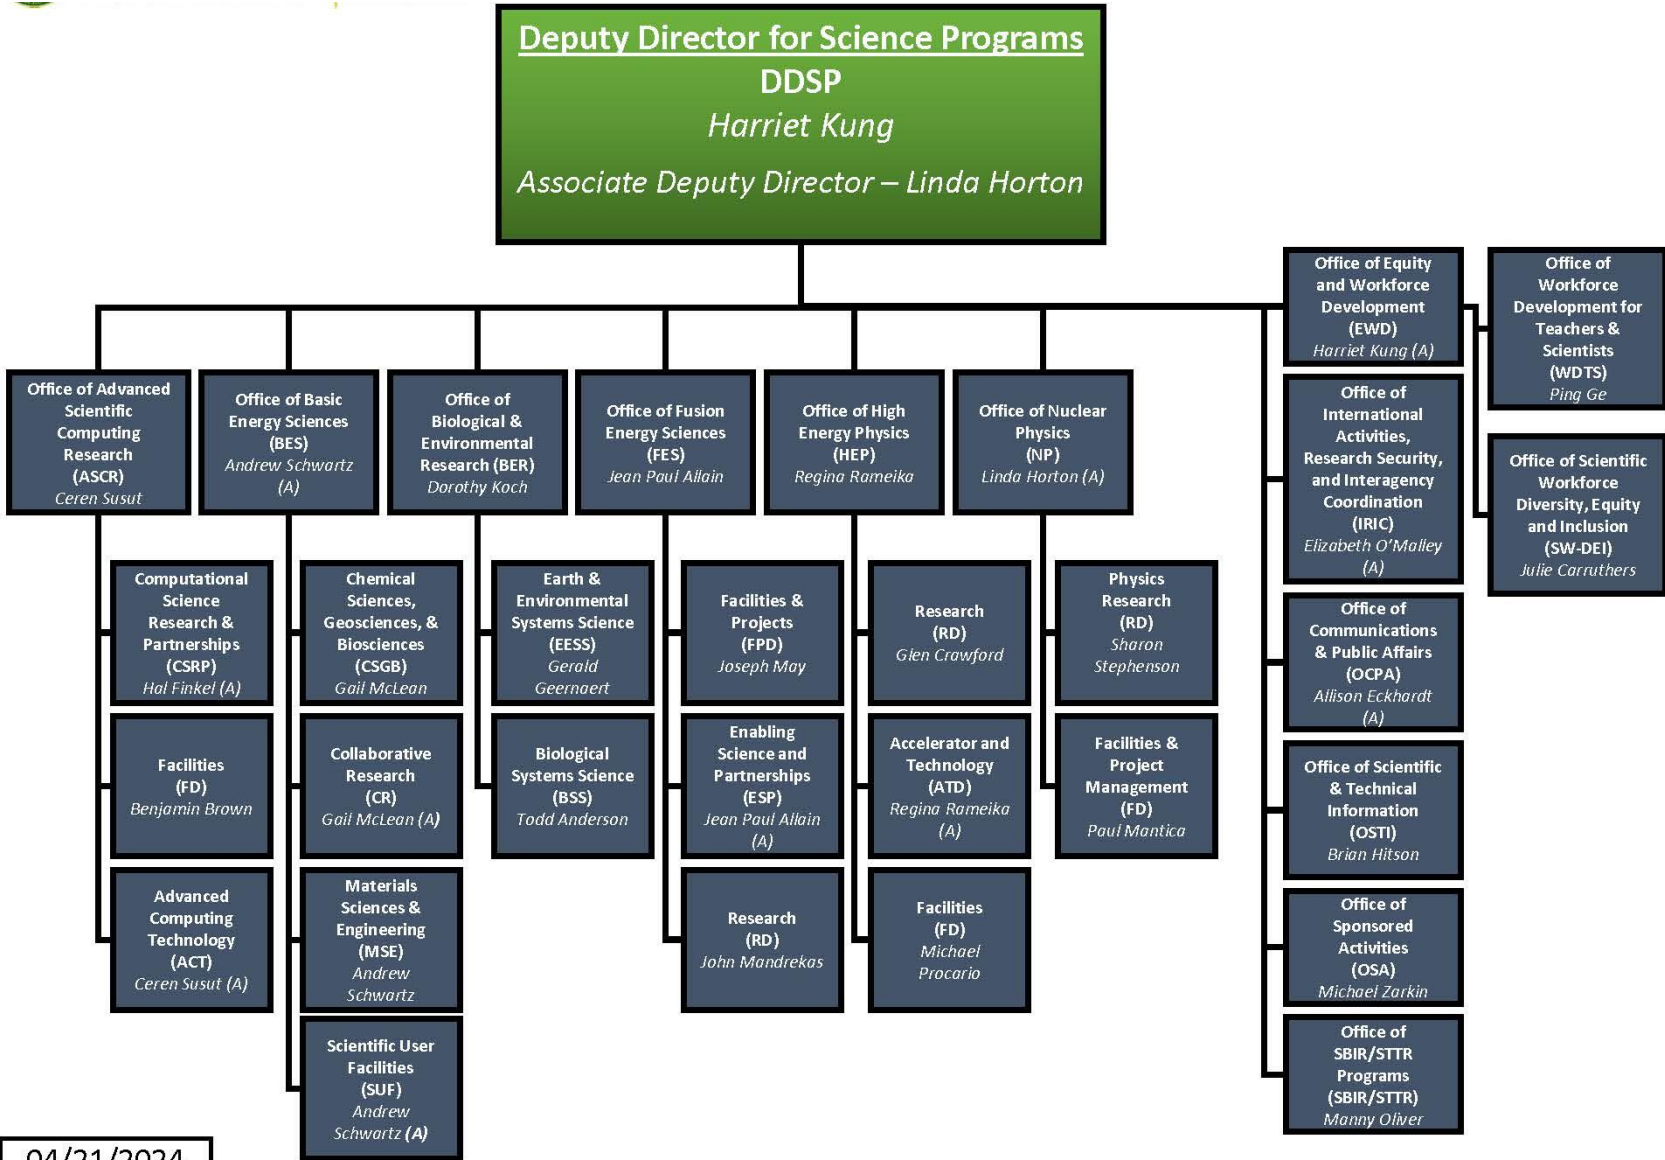 Deputy Director for Science Programs
DDSP
Harriet Kung
Associate Deputy Director – Linda Horton
Office of Advanced
Scientific
Computing
Research
(ASCR)
Ceren Susut
Office of Basic
Energy Sciences
(BES)
Andrew Schwartz
(A)
Office of
Biological &
Environmental
Research (BER)
Dorothy Koch
Office of Fusion
Energy Sciences
(FES)
Jean Paul Allain
Office of High
Energy Physics
(HEP)
Regina Rameika
Office of Nuclear
Physics
(NP)
Linda Horton (A)
Computational
Science
Research &
Partnerships
(CSRP)
Hal Finkel (A)
Facilities
(FD)
Benjamin Brown
Advanced
Computing
Technology
(ACT)
Ceren Susut (A)
Chemical
Sciences,
Geosciences, &
Biosciences
(CSGB)
Gail McLean
Collaborative
Research
(CR)
Gail McLean (A)
Materials
Sciences &
Engineering
(MSE)
Andrew
Schwartz
Scientific User
Facilities
(SUF)
Andrew
Schwartz (A)
Earth &
Environmental
Systems Science
(EESS)
Gerald
Geernaert
Biological
Systems Science
(BSS)
Todd Anderson
Facilities &
Projects
(FPD)
Joseph May
Enabling
Science and
Partnerships
(ESP)
Jean Paul Allain
(A)
Research
(RD)
John Mandrekas
Research
(RD)
Glen Crawford
Accelerator and
Technology
(ATD)
Regina Rameika
(A)
Facilities
(FD)
Michael
Procario
Physics
Research
(RD)
Sharon
Stephenson
Facilities &
Project
Management
(FD)
Paul Mantica
Office of Equity
and Workforce
Development
(EWD)
Harriet Kung (A)
Office of
International
Activities,
Research Security,
and Interagency
Coordination
(IRIC)
Elizabeth O’Malley
(A)
Office of
Communications
& Public Affairs
(OCPA)
Allison Eckhardt
(A)
Office of Scientific
& Technical
Information
(OSTI)
Brian Hitson
Office of
Sponsored
Activities
(OSA)
Michael Zarkin
Office of
SBIR/STTR
Programs
(SBIR/STTR)
Manny Oliver
Office of
Workforce
Development for
Teachers &
Scientists
(WDTS)
Ping Ge
Office of Scientific
Workforce
Diversity, Equity
and Inclusion
(SW-DEI)
Julie Carruthers
04/21/2024